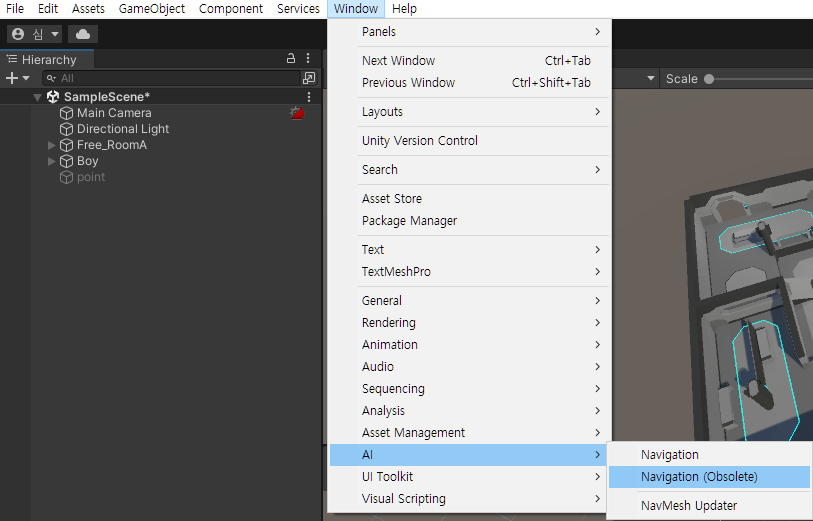 File Edit Assets GameObject Component Services Window Help
심
Hierarchy
All
SampleScene*
Main Camera
Directional Light
Free_RoomA
Boy
point
Panels
Next Window Ctrl+Tab
Previous Window Ctrl+Shift+Tab
Layouts
Unity Version Control
Search
Asset Store
Package Manager
Text
TextMeshPro
General
Rendering
Animation
Audio
Sequencing
Analysis
Asset Management
AI
UI Toolkit
Visual Scripting
Scale
Navigation
Navigation (Obsolete)
NavMesh Updater